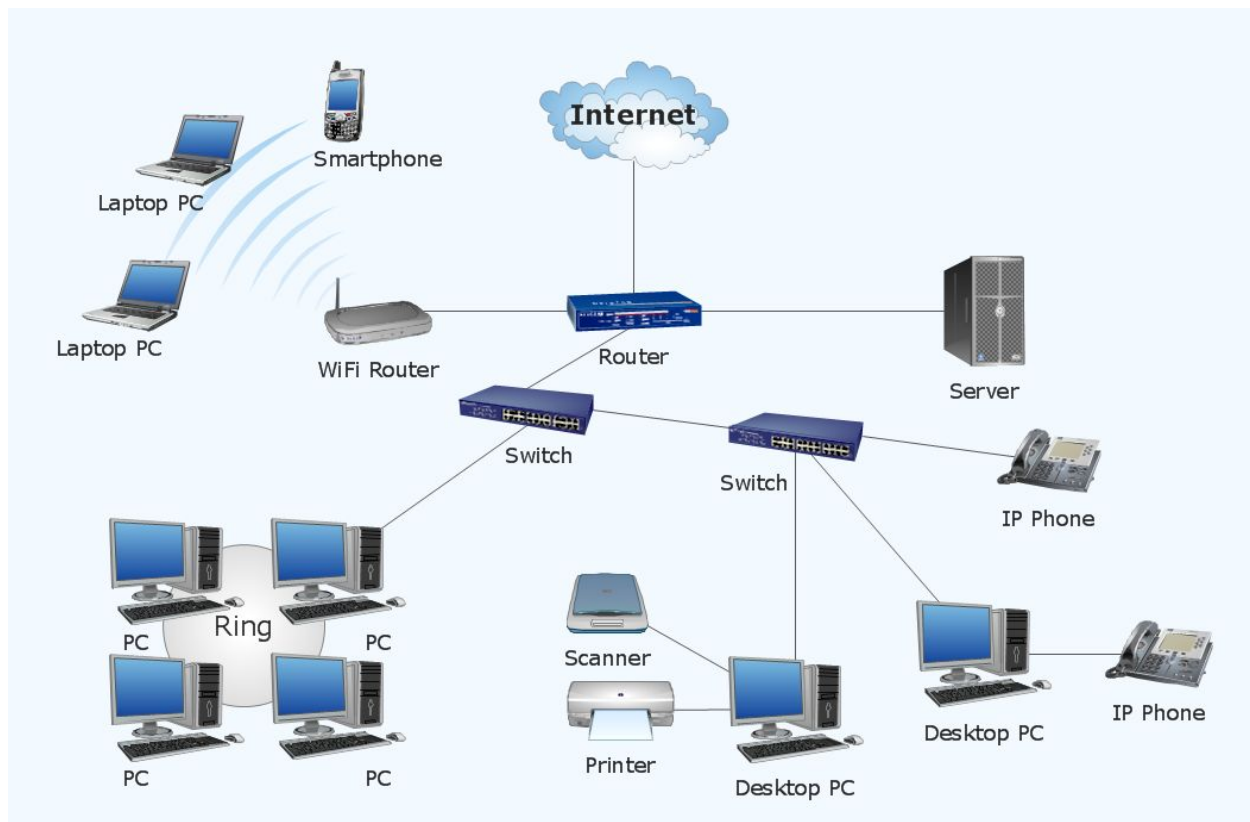 Internet
Smartphone
Laptop PC
Laptop PC
WiFi Router
Router
Server
Switch
Switch
IP Phone
Ring
PC
PC
PC
PC
Scanner
Printer
Desktop PC
Desktop PC
IP Phone